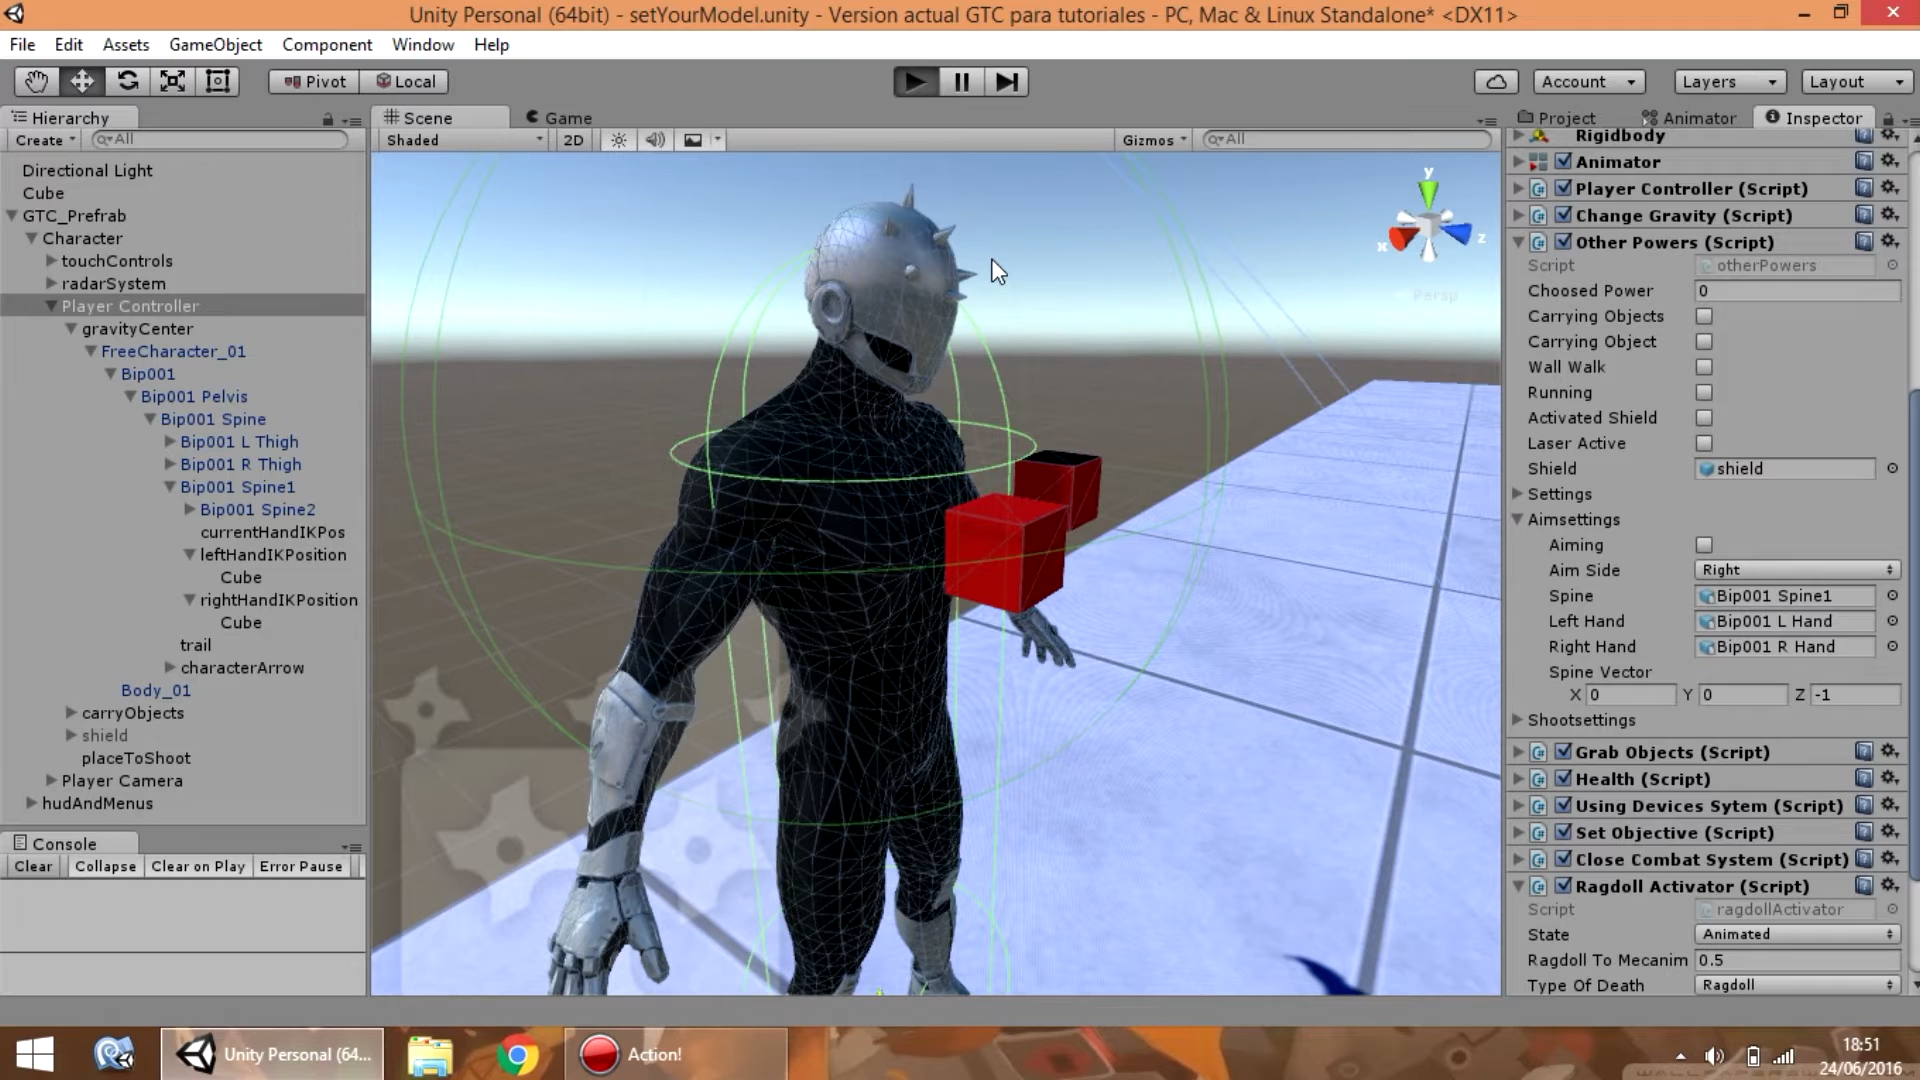 Unity Personal (64bit) - setYourModel.unity - Version actual GTC para tutoriales - PC, Mac & Linux Standalone* <DX11>
File Edit Assets GameObject Component Window Help
Pivot Local Account Layers Layout
Hierarchy
Create All
Directional Light
Cube
GTC_Prefrab
Character
touchControls
radarSystem
Player Controller
gravityCenter
FreeCharacter_01
Bip001
Bip001 Pelvis
Bip001 Spine
Bip001 L Thigh
Bip001 R Thigh
Bip001 Spine1
Bip001 Spine2
currentHandIKPos
leftHandIKPosition
Cube
rightHandIKPosition
Cube
trail
characterArrow
Body_01
carryObjects
shield
placeToShoot
Player Camera
hudAndMenus
Console
Clear Collapse Clear on Play Error Pause
Scene Game
Shaded 2D Gizmos All
y
x z
Persp
Project Animator Inspector
Rigidbody
Animator
Player Controller (Script)
Change Gravity (Script)
Other Powers (Script)
Script otherPowers
Choosed Power 0
Carrying Objects
Carrying Object
Wall Walk
Running
Activated Shield
Laser Active
Shield shield
Settings
Aimsettings
Aiming
Aim Side Right
Spine Bip001 Spine1
Left Hand Bip001 L Hand
Right Hand Bip001 R Hand
Spine Vector
X 0 Y 0 Z -1
Shootsettings
Grab Objects (Script)
Health (Script)
Using Devices Sytem (Script)
Set Objective (Script)
Close Combat System (Script)
Ragdoll Activator (Script)
Script ragdollActivator
State Animated
Ragdoll To Mecanim 0.5
Type Of Death Ragdoll
Unity Personal (64...
Action!
18:51
24/06/2016